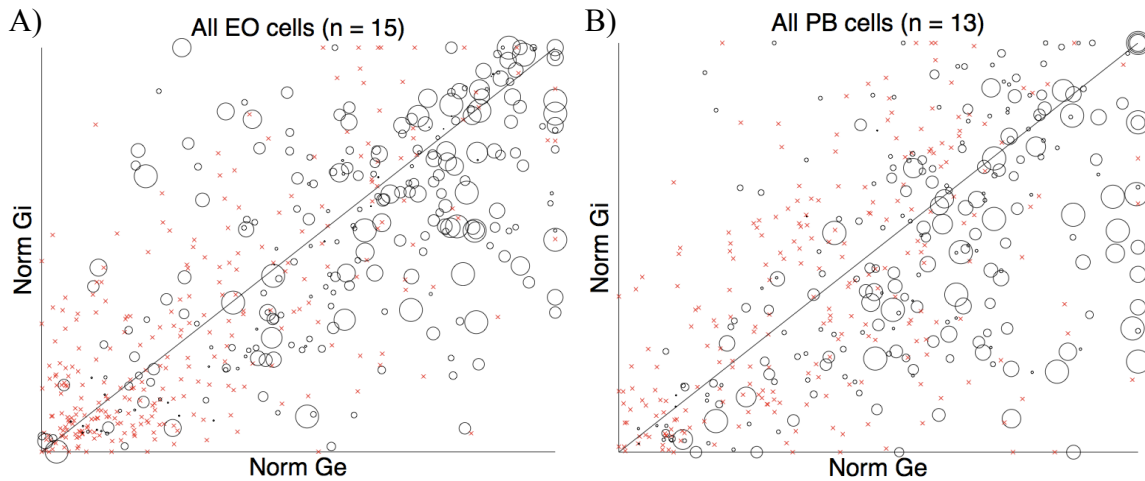 A)
All EO cells (n = 15)
Norm Gi
Norm Ge
B)
All PB cells (n = 13)
Norm Gi
Norm Ge